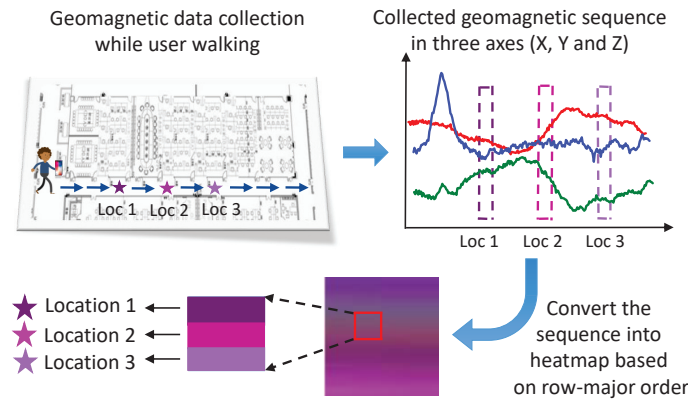 Geomagnetic data collection
while user walking
Collected geomagnetic sequence
in three axes (X, Y and Z)
Loc 1
Loc 2
Loc 3
Loc 1
Loc 2
Loc 3
Location 1
Location 2
Location 3
Convert the
sequence into
heatmap based
on row-major order